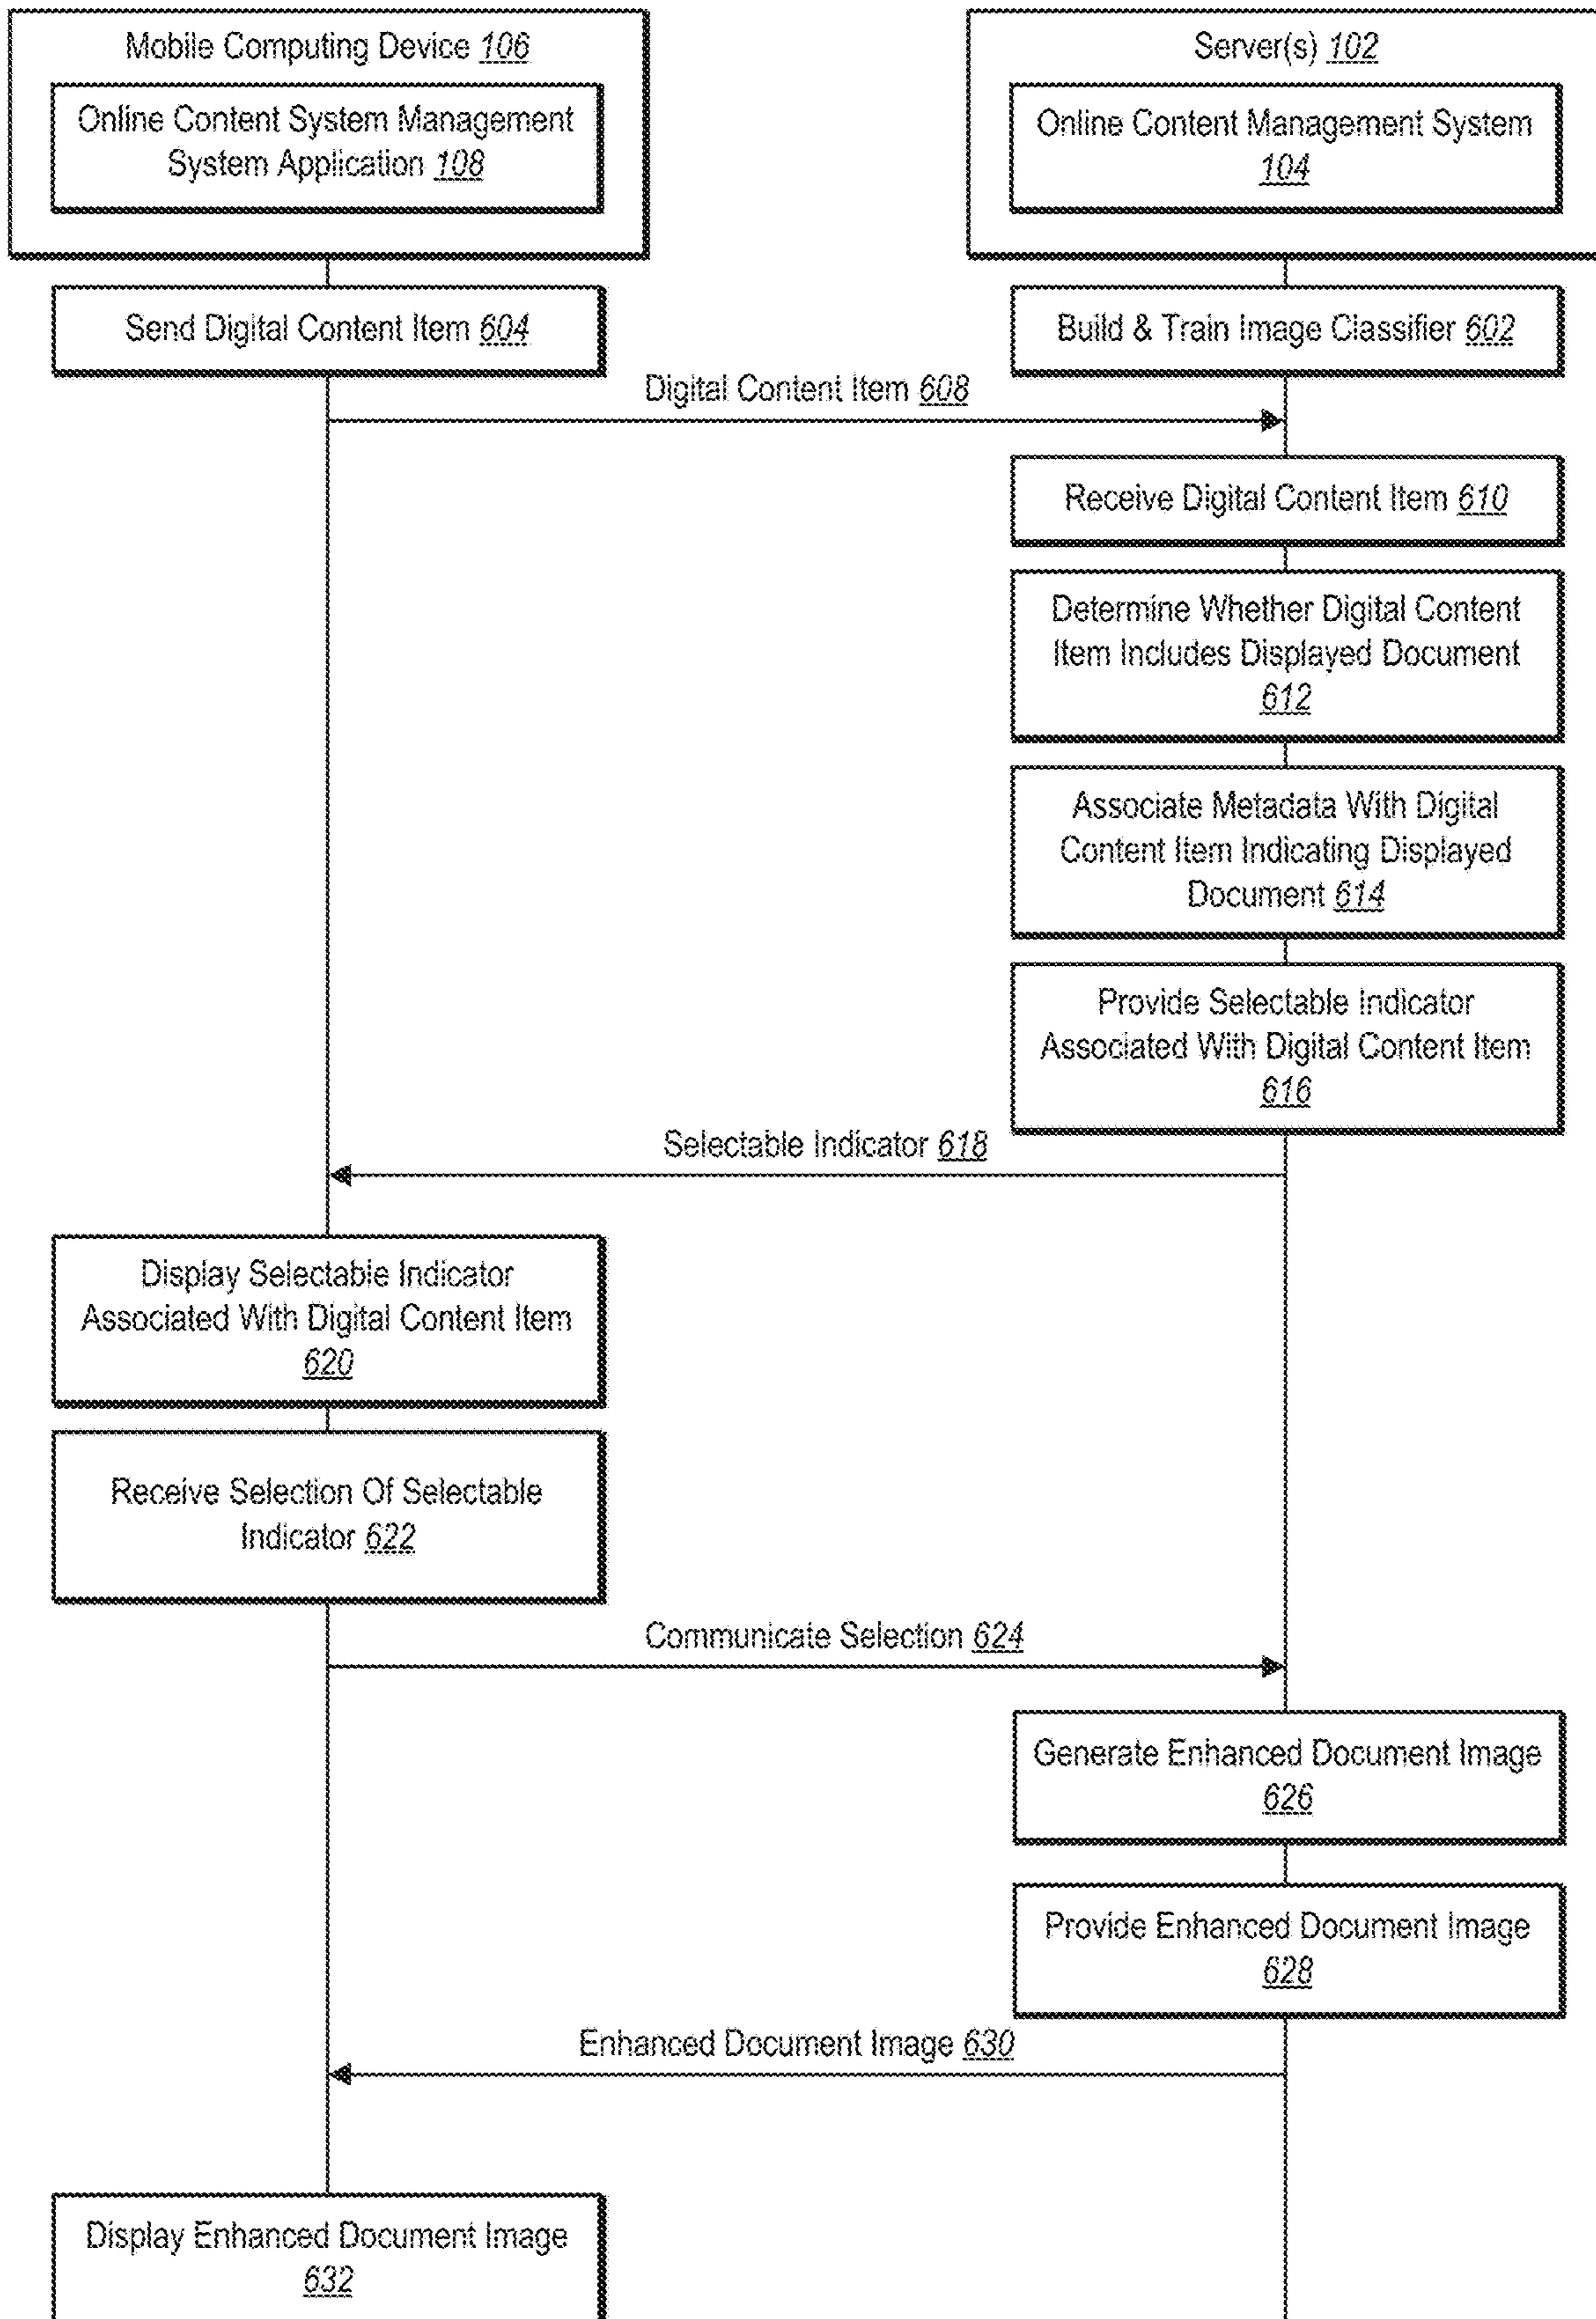 Mobile Computing Device 106
Online Content System Management
System Application 108
Server(s) 102
Online Content Management System
104
Send Digital Content Item 604
Build & Train Image Classifier 602
Digital Content Item 608
Receive Digital Content Item 610
Determine Whether Digital Content
Item Includes Displayed Document
612
Associate Metadata With Digital
Content Item Indicating Displayed
Document 614
Provide Selectable Indicator
Associated With Digital Content Item
616
Selectable Indicator 618
Display Selectable Indicator
Associated With Digital Content Item
620
Receive Selection Of Selectable
Indicator 622
Communicate Selection 624
Generate Enhanced Document Image
626
Provide Enhanced Document Image
628
Enhanced Document Image 630
Display Enhanced Document Image
632